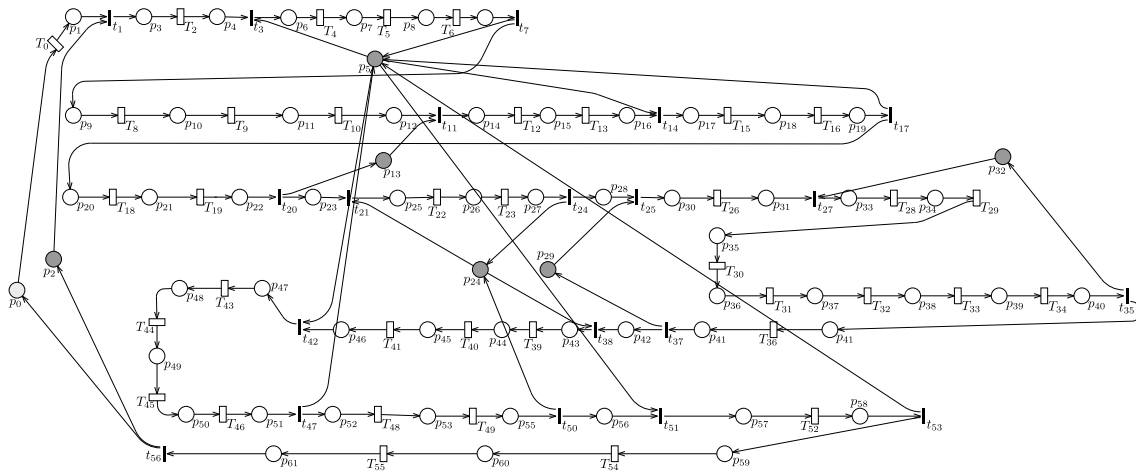 p1 t1 p3 T2 p4 t3 p6 T4 p7 T5 p8 T6 t7
T0
p5
p9 T8 p10 T9 p11 T10 p12 t11 p14 T12 p15 T13 p16 t14 p17 T15 p18 T16 p19 t17
p13 p32
p20 T18 p21 T19 p22 t20 p23 t21 p25 T22 p26 T23 p27 t24 p28 t25 p30 T26 p31 t27 p33 T28 p34 T29
p35
p2 p24 p29 T30
p0 p48 T43 p47 p36 T31 p37 T32 p38 T33 p39 T34 p40 t35
T44 t42 p46 T41 p45 T40 p44 T39 p43 t38 p42 t37 p41 T36 p41
p49
T45
p50 T46 p51 t47 p52 T48 p53 T49 p55 t50 p56 t51 p57 T52 p58 t53
t56 p61 T55 p60 T54 p59